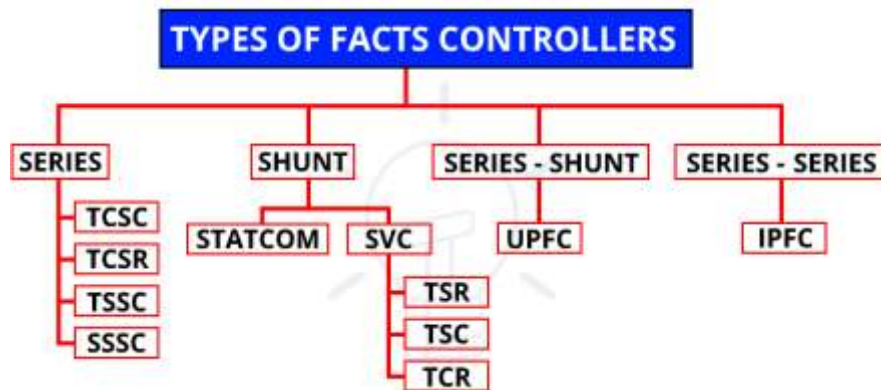 TYPES OF FACTS CONTROLLERS
SERIES
SHUNT
SERIES - SHUNT
SERIES - SERIES
TCSC
TCSR
TSSC
SSSC
STATCOM
SVC
TSR
TSC
TCR
UPFC
IPFC